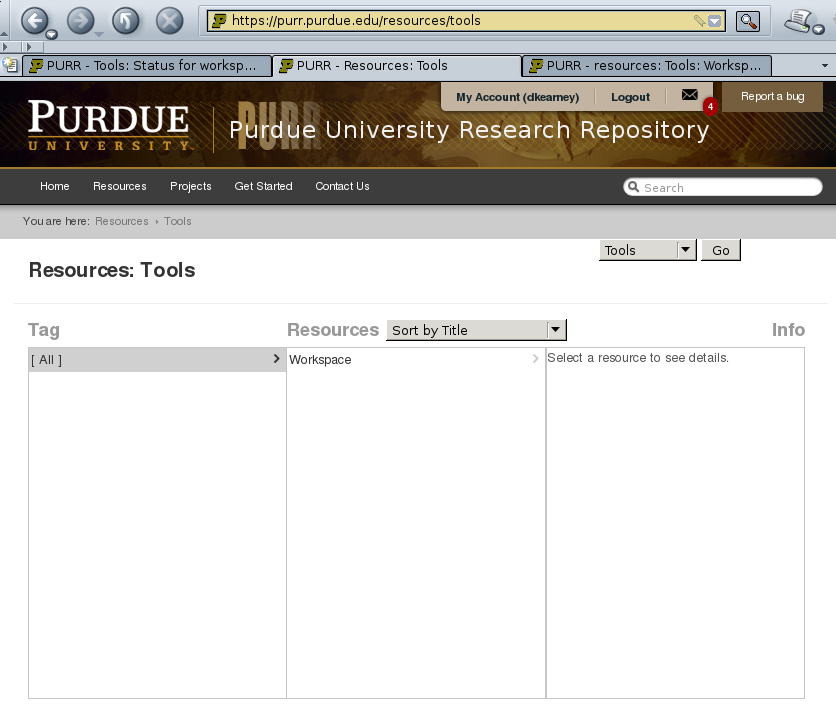 https://purr.purdue.edu/resources/tools
PURR - Tools: Status for worksp...
PURR - Resources: Tools
PURR - resources: Tools: Worksp...
My Account (dkearney)
Logout
4
Report a bug
PURDUE
UNIVERSITY
PURR
Purdue University Research Repository
Home
Resources
Projects
Get Started
Contact Us
Search
You are here: Resources › Tools
Tools
Go
Resources: Tools
Tag
Resources
Sort by Title
Info
[ All ]
Workspace
Select a resource to see details.